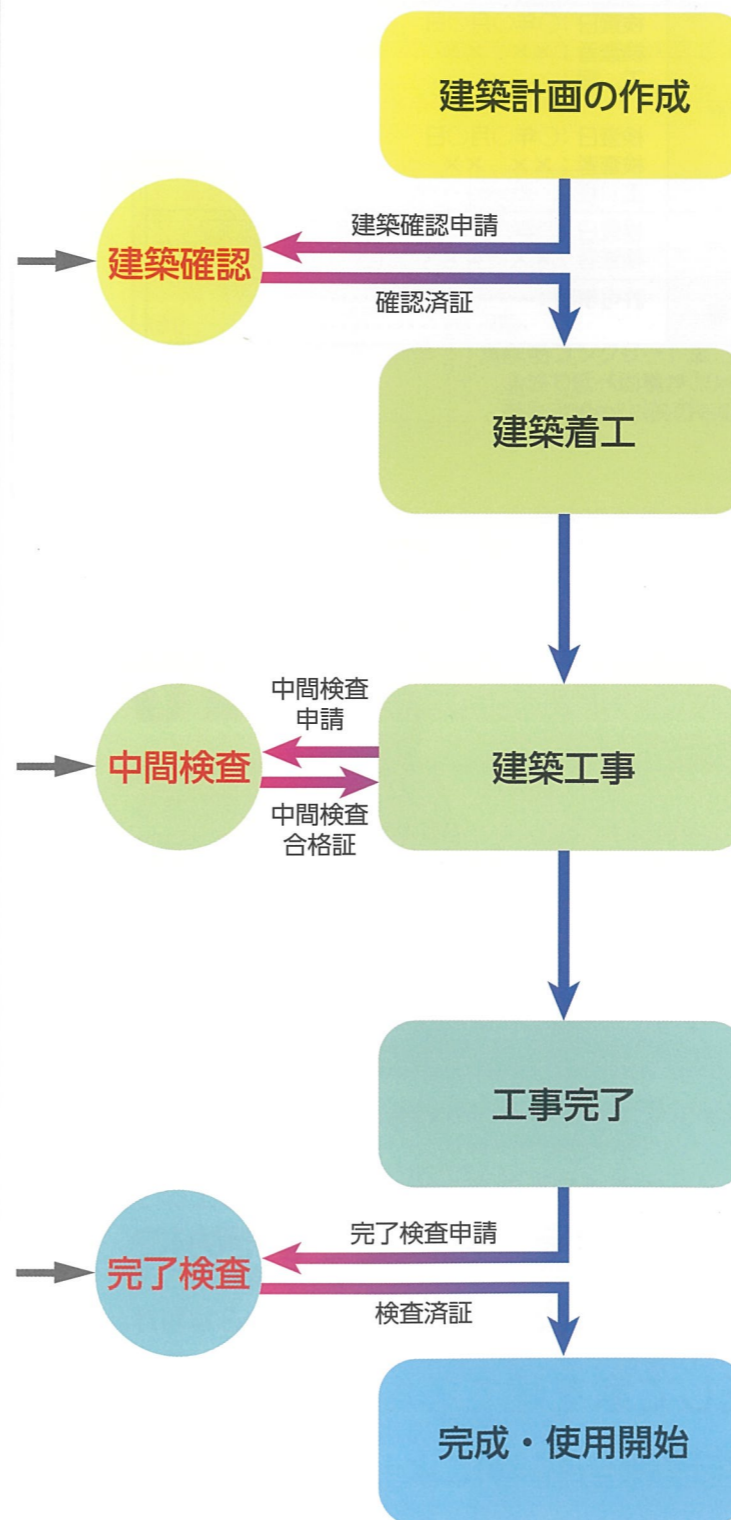 建築計画の作成
建築確認申請
建築確認
確認済証
建築着工
中間検査
申請
中間検査
建築工事
中間検査
合格証
工事完了
完了検査申請
完了検査
検査済証
完成・使用開始